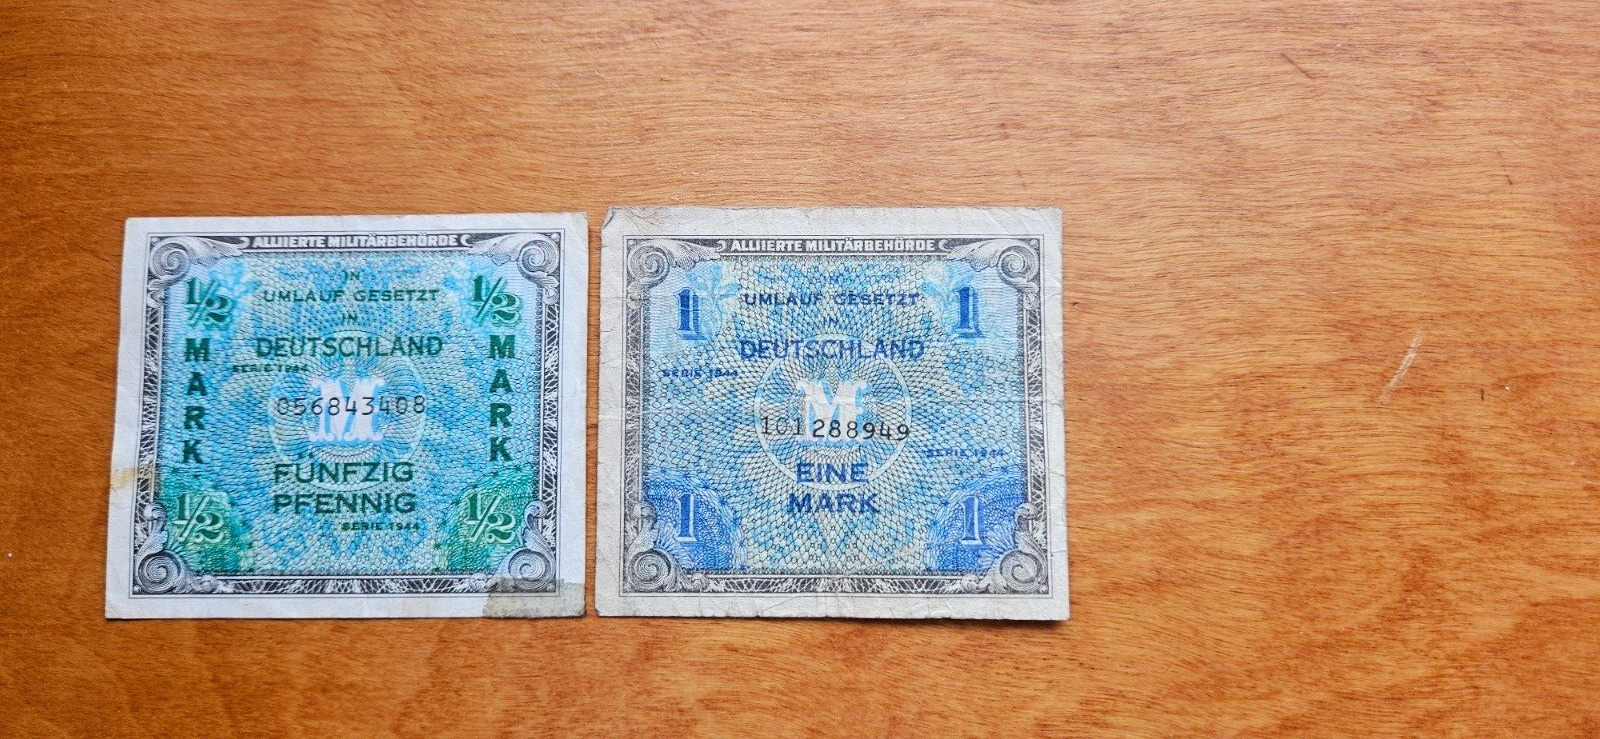 ALLIIERTE MILITÄRBEHÖRDE
1/2
1/2
IN
UMLAUF GESETZT
IN
DEUTSCHLAND
SERIE 1944
MARK
MARK
M
056843408
FÜNFZIG
PFENNIG
1/2
1/2
SERIE 1944
ALLIIERTE MILITÄRBEHÖRDE
1
1
IN
UMLAUF GESETZT
IN
DEUTSCHLAND
SERIE 1944
M
101288949
SERIE 1944
EINE
MARK
1
1